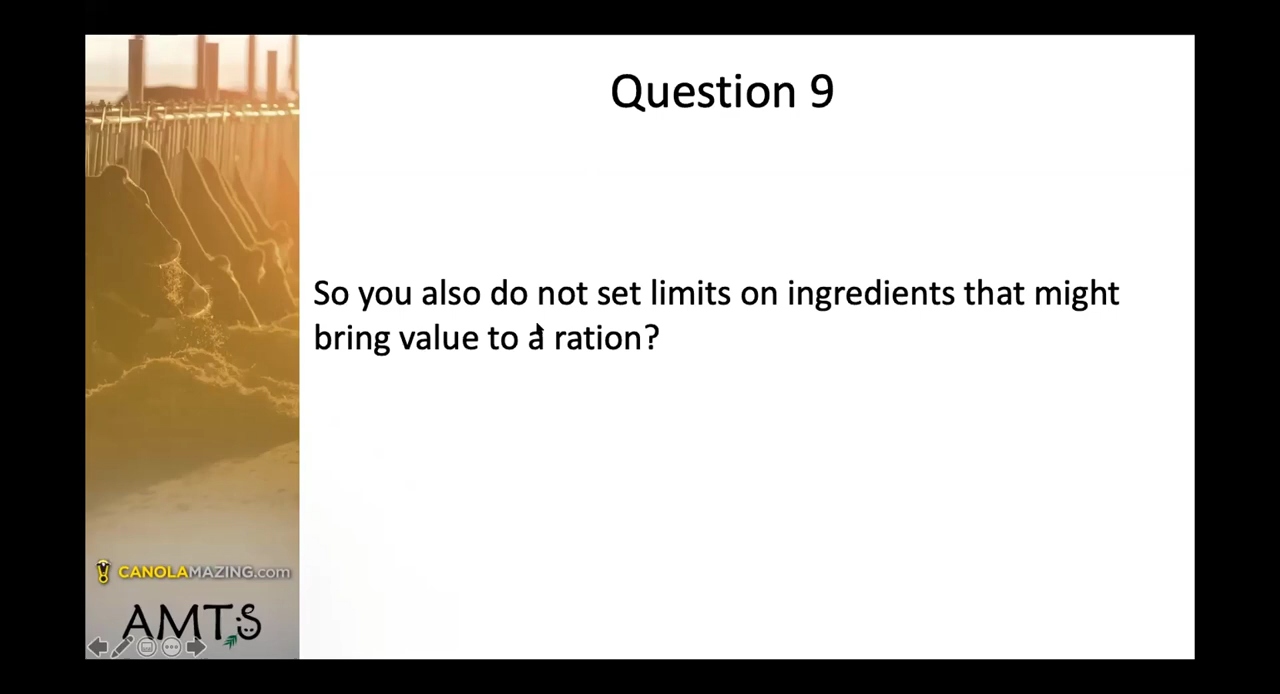 Question 9
So you also do not set limits on ingredients that might
bring value to a ration?
CANOLAMAZING.com
AMTS